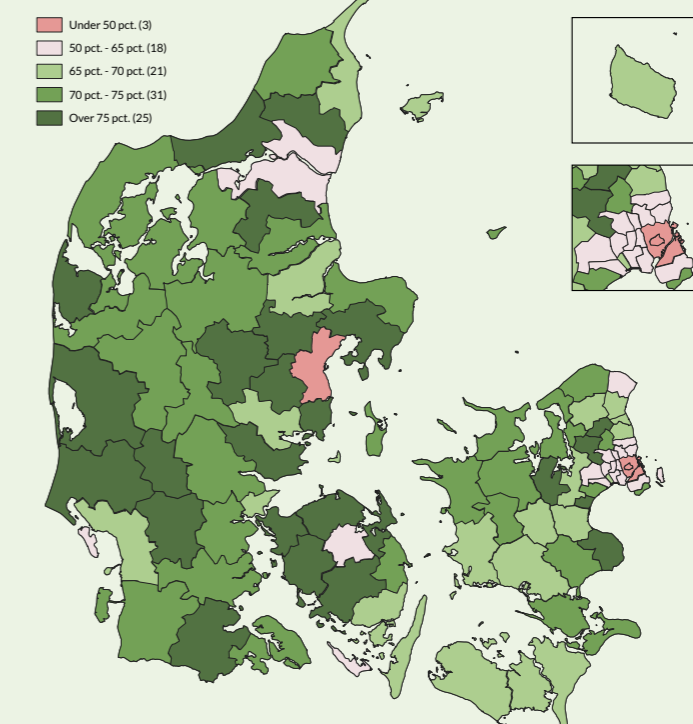 Under 50 pct. (3)
50 pct. - 65 pct. (18)
65 pct. - 70 pct. (21)
70 pct. - 75 pct. (31)
Over 75 pct. (25)